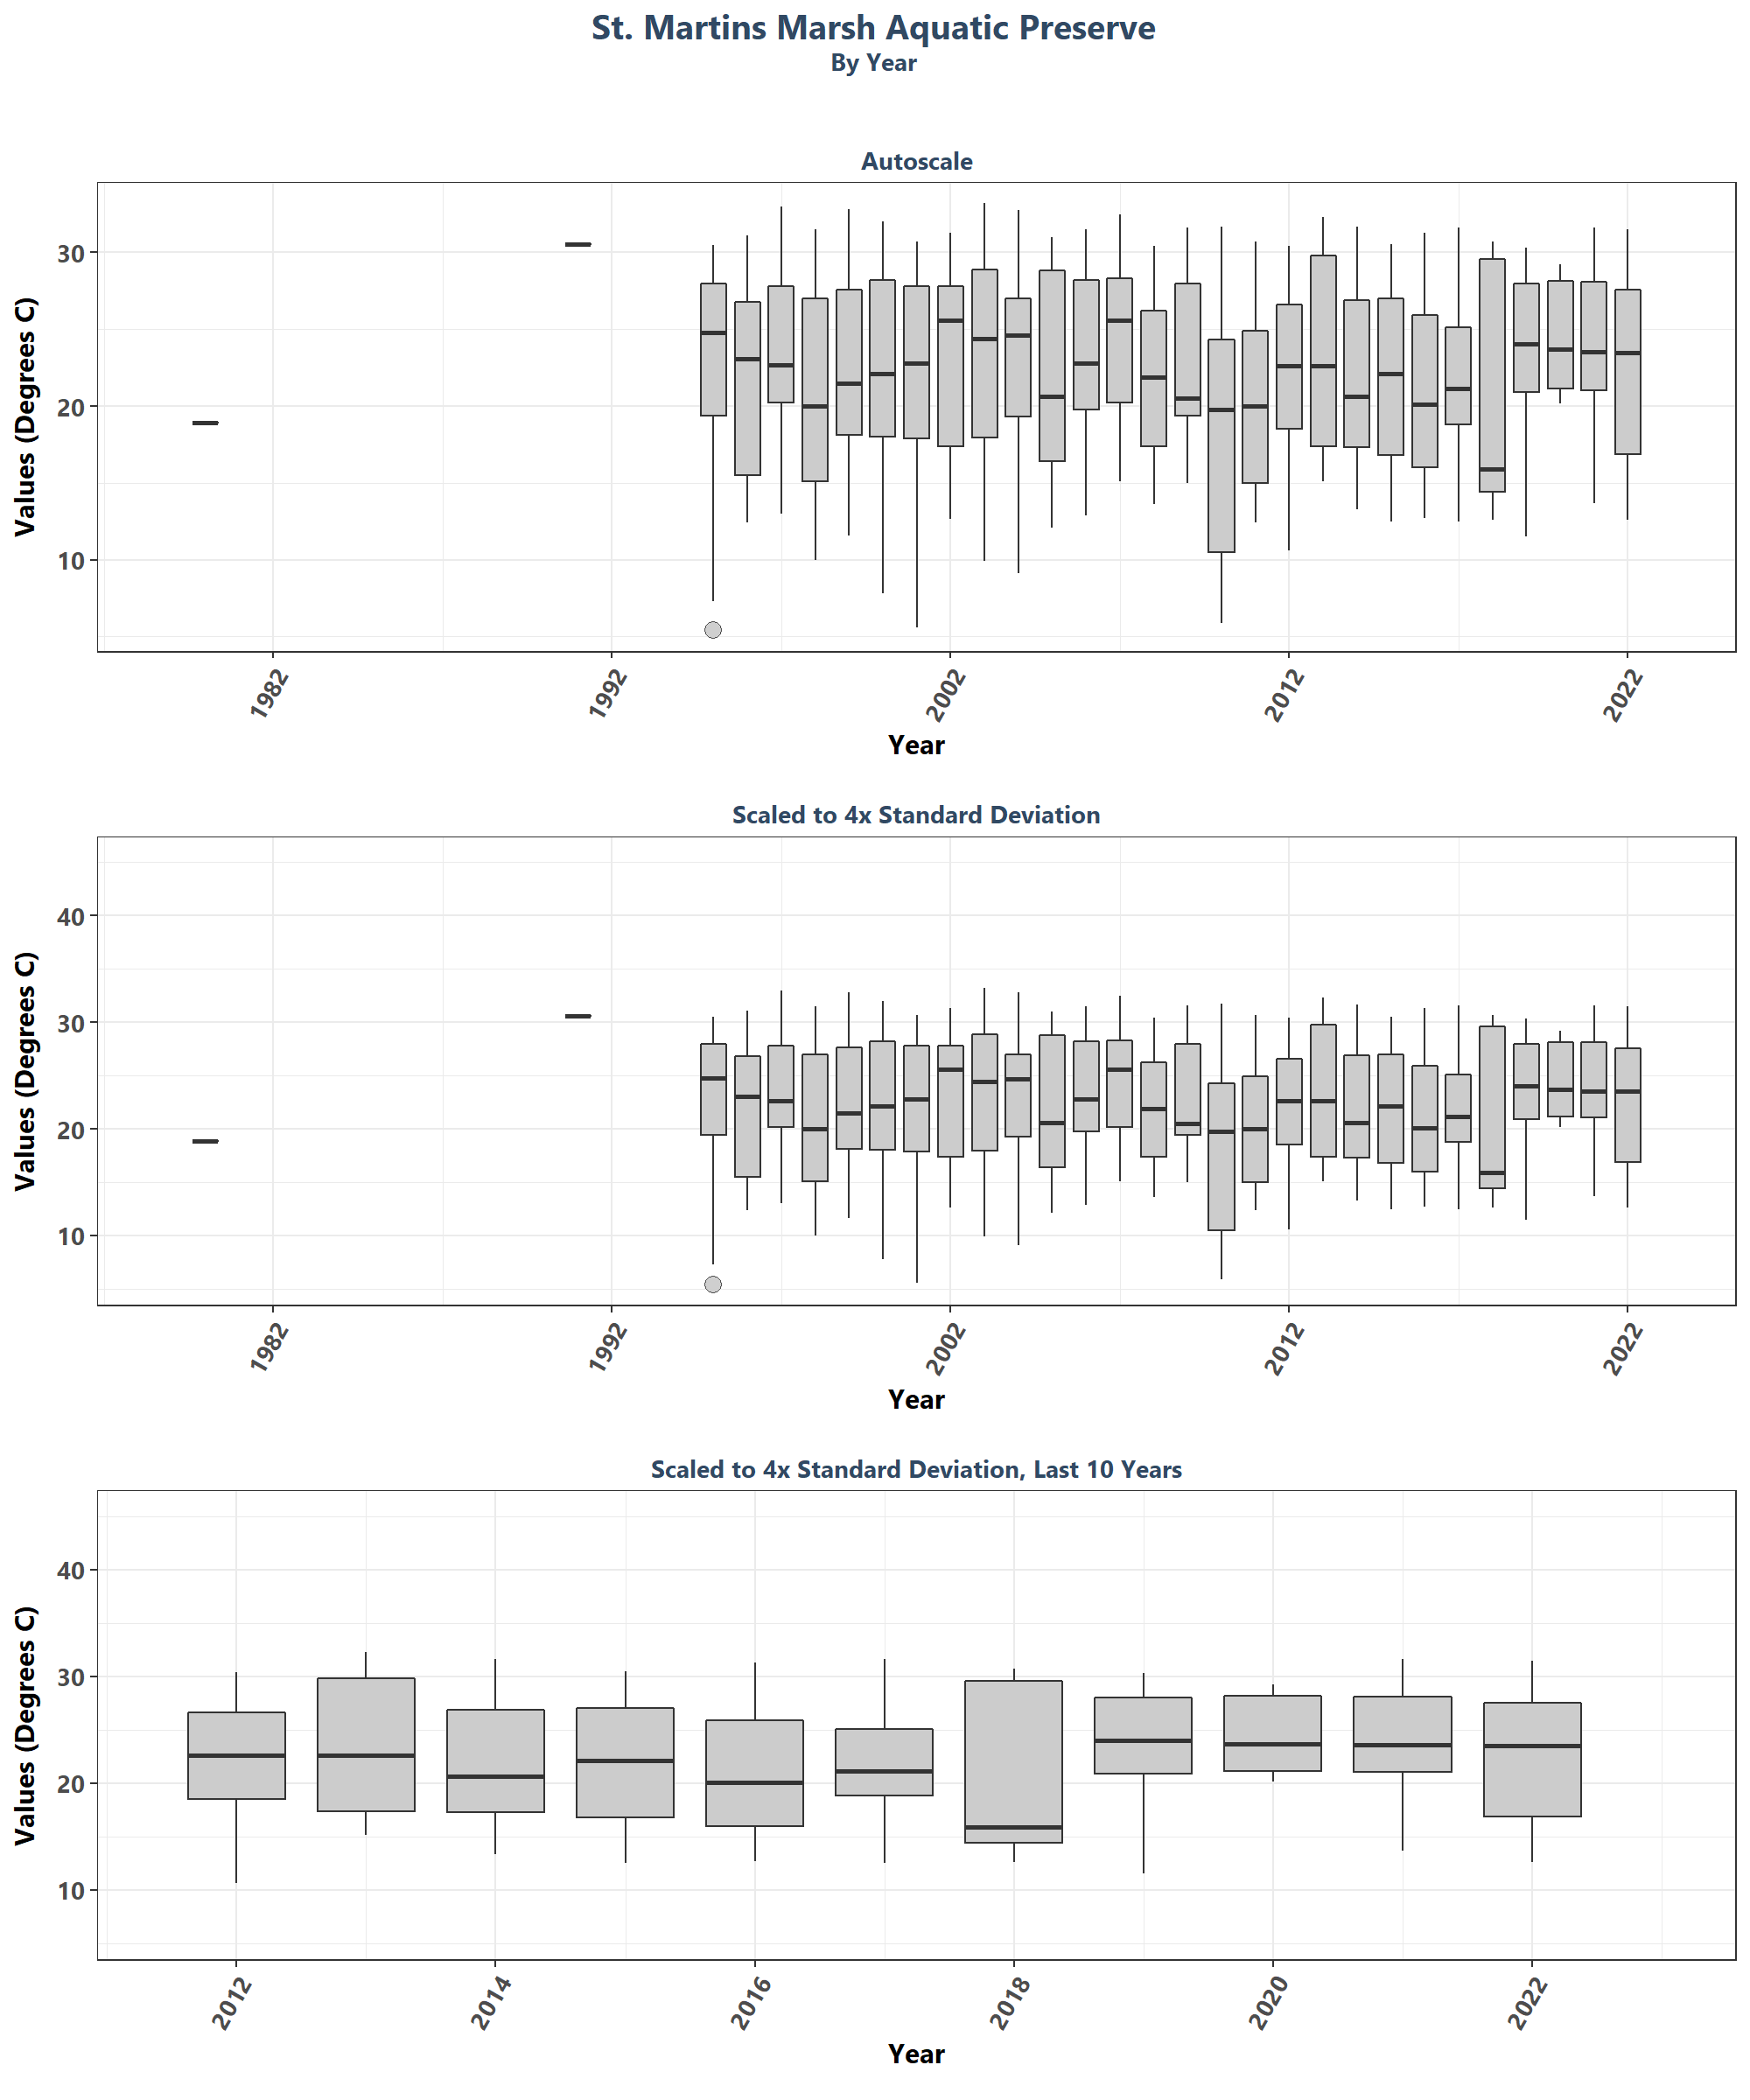 St. Martins Marsh Aquatic Preserve
By Year
Autoscale
Values (Degrees C)
30
20
10
1982
1992
2002
2012
2022
Year
Scaled to 4x Standard Deviation
Values (Degrees C)
40
30
20
10
1982
1992
2002
2012
2022
Year
Scaled to 4x Standard Deviation, Last 10 Years
Values (Degrees C)
40
30
20
10
2012
2014
2016
2018
2020
2022
Year